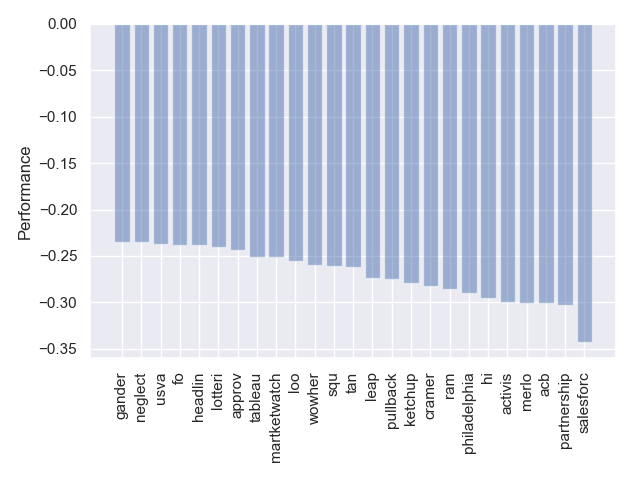 0.00
−0.05
−0.10
−0.15
−0.20
−0.25
−0.30
−0.35
Performance
gander
neglect
usva
fo
headlin
lotteri
approv
tableau
martketwatch
loo
wowher
squ
tan
leap
pullback
ketchup
cramer
ram
philadelphia
hi
activis
merlo
acb
partnership
salesforc